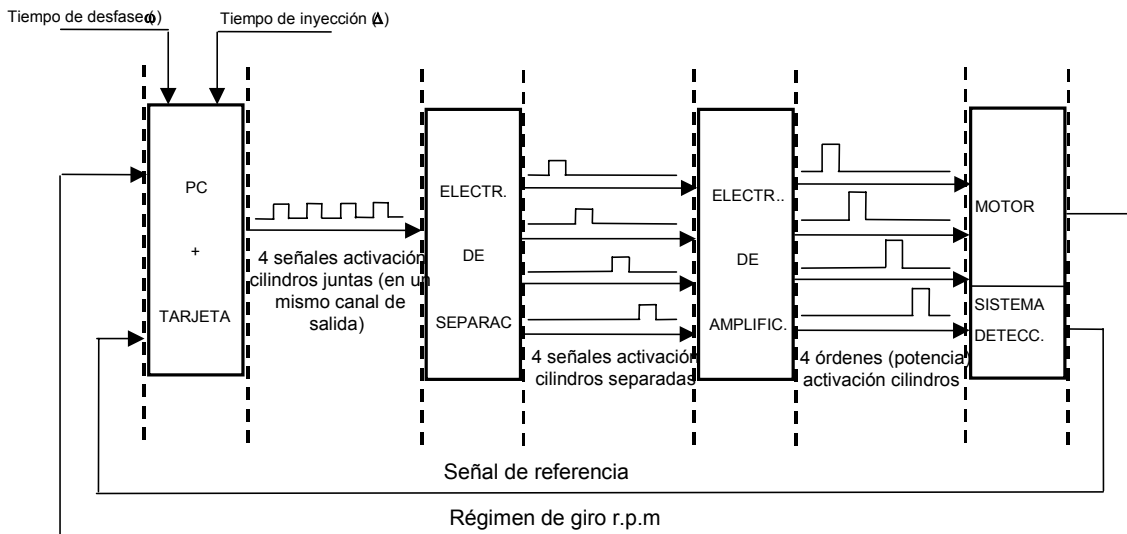 Tiempo de desfase(ϕ)
Tiempo de inyección (Δ)
PC
+
TARJETA
4 señales activación
cilindros juntas (en un
mismo canal de
salida)
ELECTR.
DE
SEPARAC
4 señales activación
cilindros separadas
ELECTR..
DE
AMPLIFIC.
4 órdenes (potencia)
activación cilindros
MOTOR
SISTEMA
DETECC.
Señal de referencia
Régimen de giro r.p.m